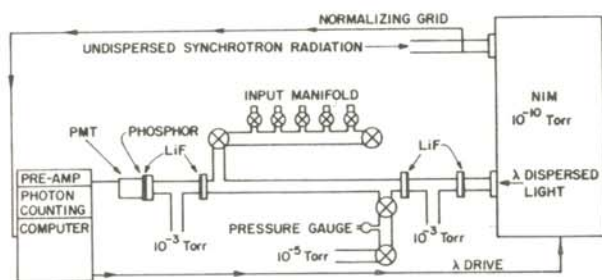 NORMALIZING GRID
UNDISPERSED SYNCHROTRON RADIATION
NIM
10⁻¹⁰ Torr
INPUT MANIFOLD
PMT
PHOSPHOR
LiF
LiF
PRE-AMP
PHOTON
COUNTING
COMPUTER
λ DISPERSED
LIGHT
PRESSURE GAUGE
10⁻³ Torr
10⁻⁵ Torr
10⁻³ Torr
λ DRIVE